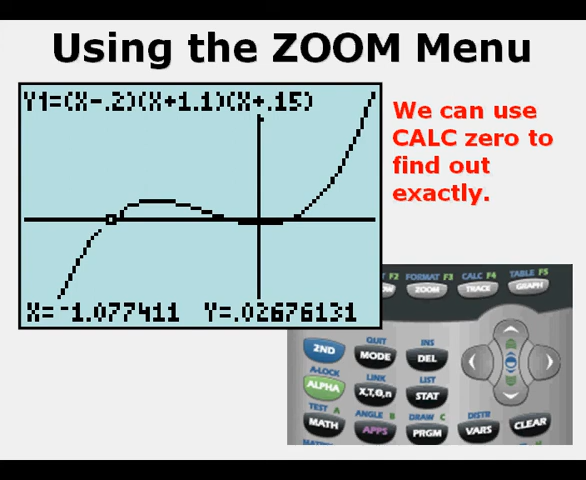 Using the ZOOM Menu
Y1=(X-.2)(X+1.1)(X+.15)
We can use
CALC zero to
find out
exactly.
X=-1.077411 Y=.02676131
F2 FORMAT F3 CALC F4 TABLE F5
ZOOM TRACE GRAPH
QUIT INS
2ND MODE DEL
A-LOCK LINK LIST
ALPHA X,T,Θ,n STAT
TEST A ANGLE B DRAW C DISTR
MATH APPS PRGM VARS CLEAR